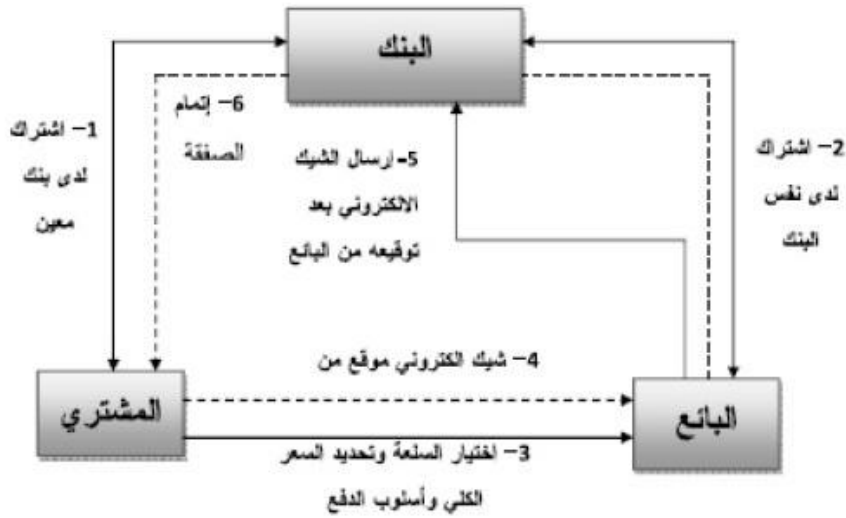 البنك
1- اشتراك
لدى بنك
معين
6- إتمام
الصفقة
5- ارسال الشيك
الالكتروني بعد
توقيعه من البائع
2- اشتراك
لدى نفس
البنك
4- شيك الكتروني موقع من
المشتري
البائع
3- اختيار السلعة وتحديد السعر
الكلي وأسلوب الدفع